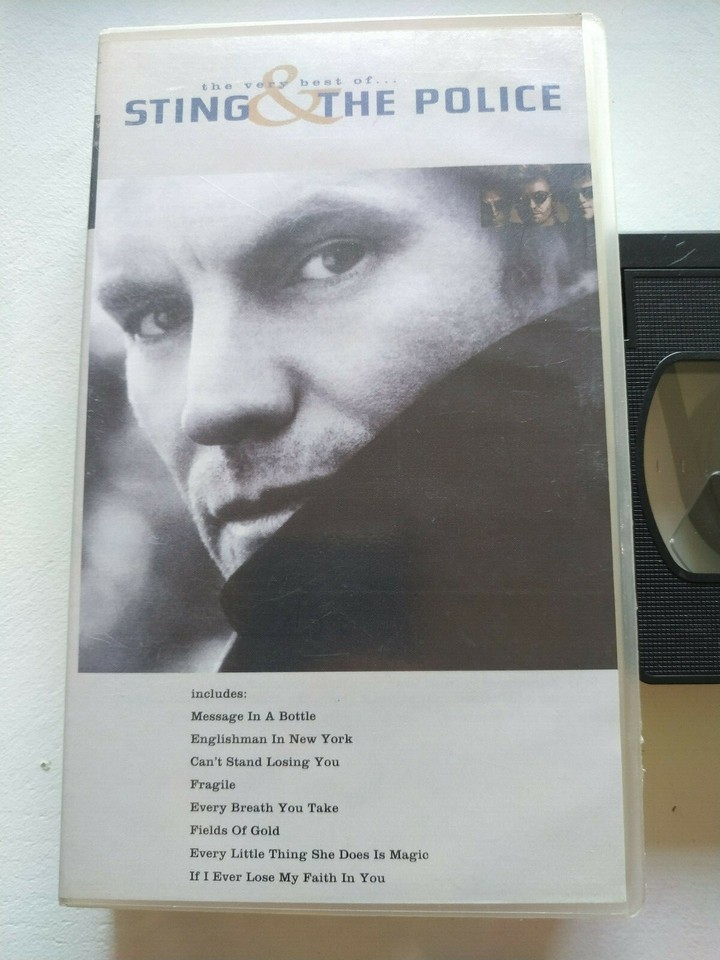 the very best of...
STING & THE POLICE
includes:
Message In A Bottle
Englishman In New York
Can't Stand Losing You
Fragile
Every Breath You Take
Fields Of Gold
Every Little Thing She Does Is Magic
If I Ever Lose My Faith In You